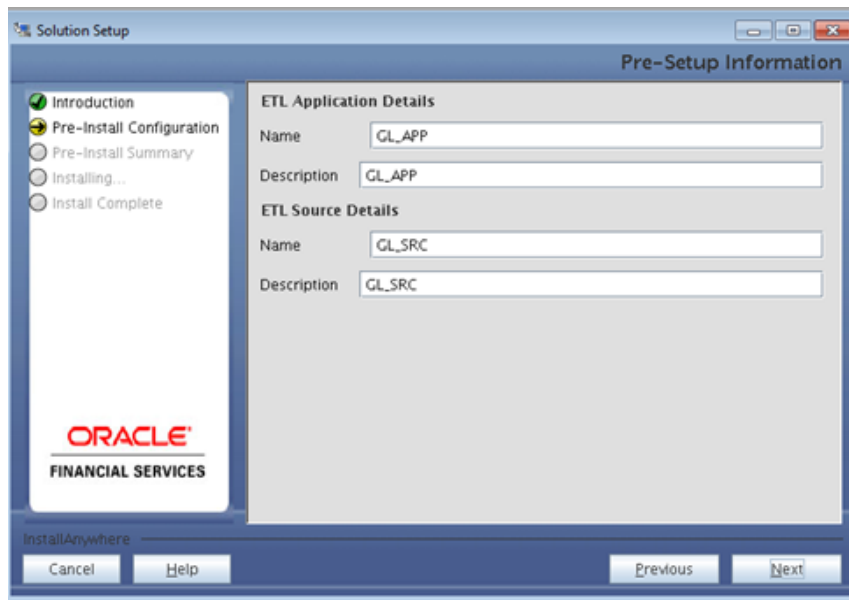 Solution Setup
Pre-Setup Information
Introduction
Pre-Install Configuration
Pre-Install Summary
Installing...
Install Complete
ORACLE
FINANCIAL SERVICES
ETL Application Details
Name GL_APP
Description GL_APP
ETL Source Details
Name GL_SRC
Description GL_SRC
InstallAnywhere
Cancel Help Previous Next